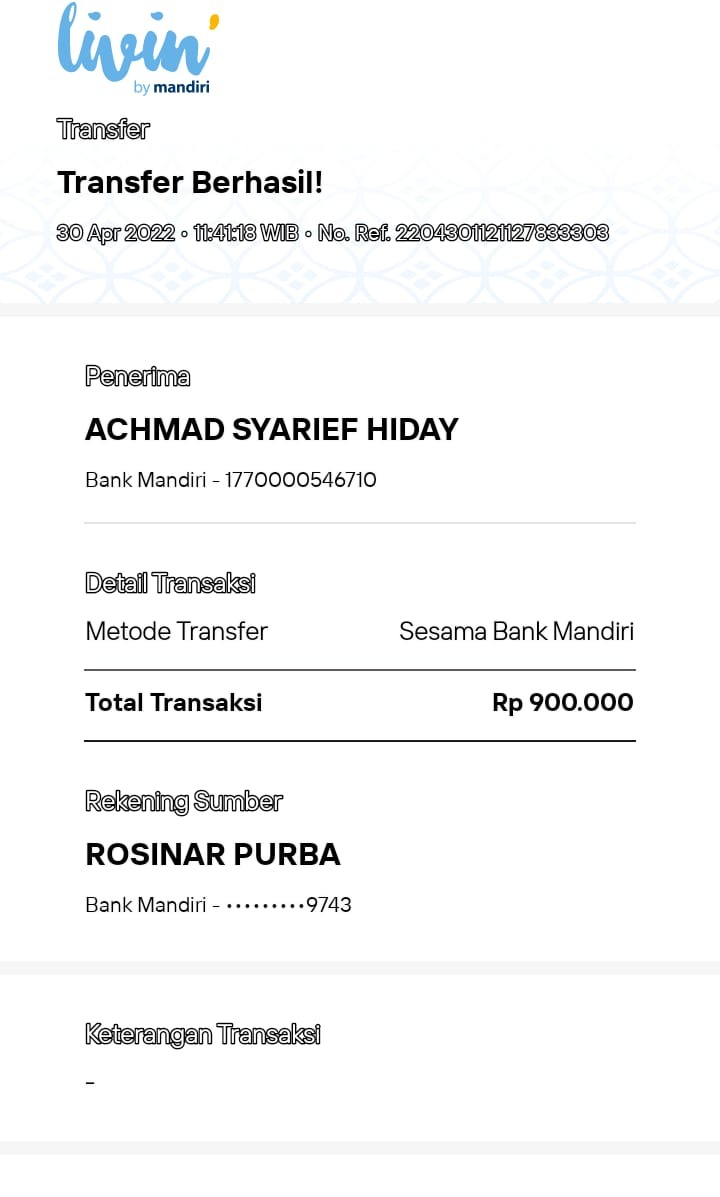 livin'
by mandiri
Transfer
Transfer Berhasil!
30 Apr 2022 • 11:41:18 WIB • No. Ref. 2204301121127833303
Penerima
ACHMAD SYARIEF HIDAY
Bank Mandiri - 1770000546710
Detail Transaksi
Metode Transfer Sesama Bank Mandiri
Total Transaksi Rp 900.000
Rekening Sumber
ROSINAR PURBA
Bank Mandiri - •••••••••9743
Keterangan Transaksi
-